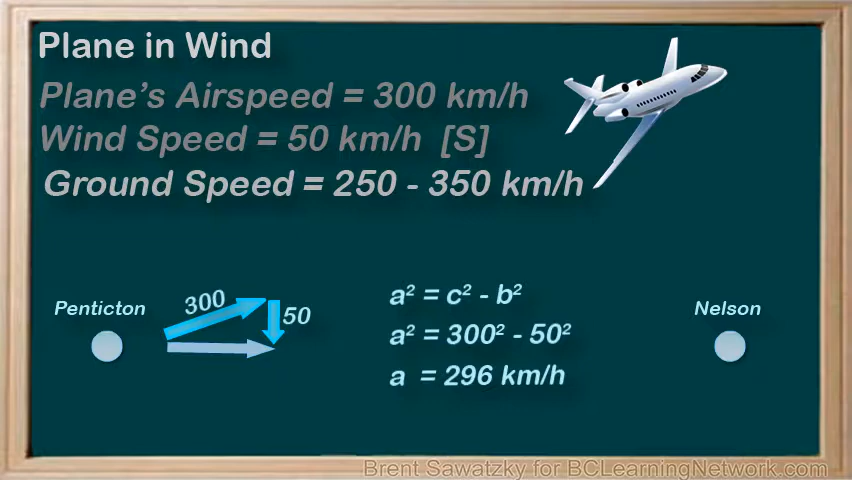 Plane in Wind
Plane's Airspeed = 300 km/h
Wind Speed = 50 km/h [S]
Ground Speed = 250 - 350 km/h
Penticton
300
50
a² = c² - b²
a² = 300² - 50²
a = 296 km/h
Nelson
Brent Sawatzky for BCLearningNetwork.com